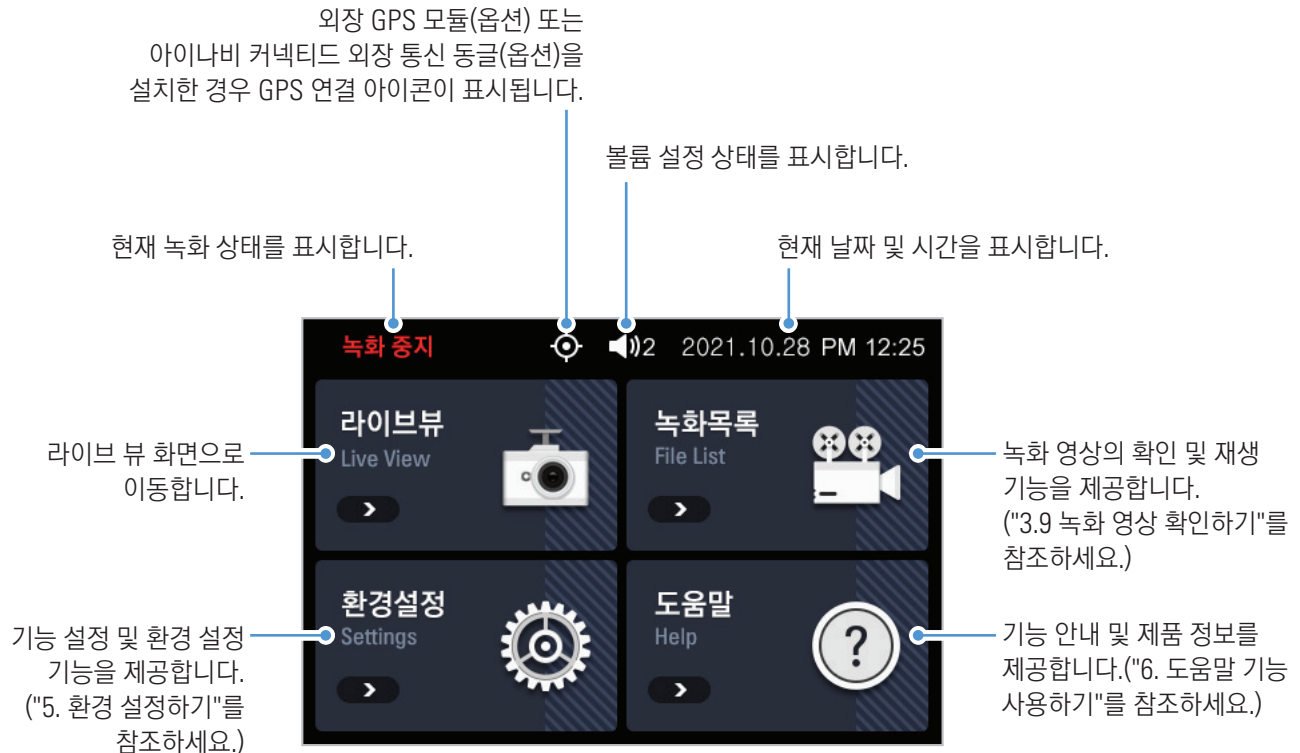 외장 GPS 모듈(옵션) 또는
아이나비 커넥티드 외장 통신 동글(옵션)을
설치한 경우 GPS 연결 아이콘이 표시됩니다.
볼륨 설정 상태를 표시합니다.
현재 녹화 상태를 표시합니다.
현재 날짜 및 시간을 표시합니다.
녹화 중지
2
2021.10.28 PM 12:25
라이브뷰
Live View
녹화목록
File List
라이브 뷰 화면으로
이동합니다.
녹화 영상의 확인 및 재생
기능을 제공합니다.
("3.9 녹화 영상 확인하기"를
참조하세요.)
환경설정
Settings
도움말
Help
?
기능 설정 및 환경 설정
기능을 제공합니다.
("5. 환경 설정하기"를
참조하세요.)
기능 안내 및 제품 정보를
제공합니다.("6. 도움말 기능
사용하기"를 참조하세요.)